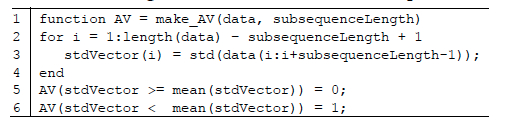 1 function AV = make_AV(data, subsequenceLength)
2 for i = 1:length(data) - subsequenceLength + 1
3     stdVector(i) = std(data(i:i+subsequenceLength-1));
4 end
5 AV(stdVector >= mean(stdVector)) = 0;
6 AV(stdVector <  mean(stdVector)) = 1;